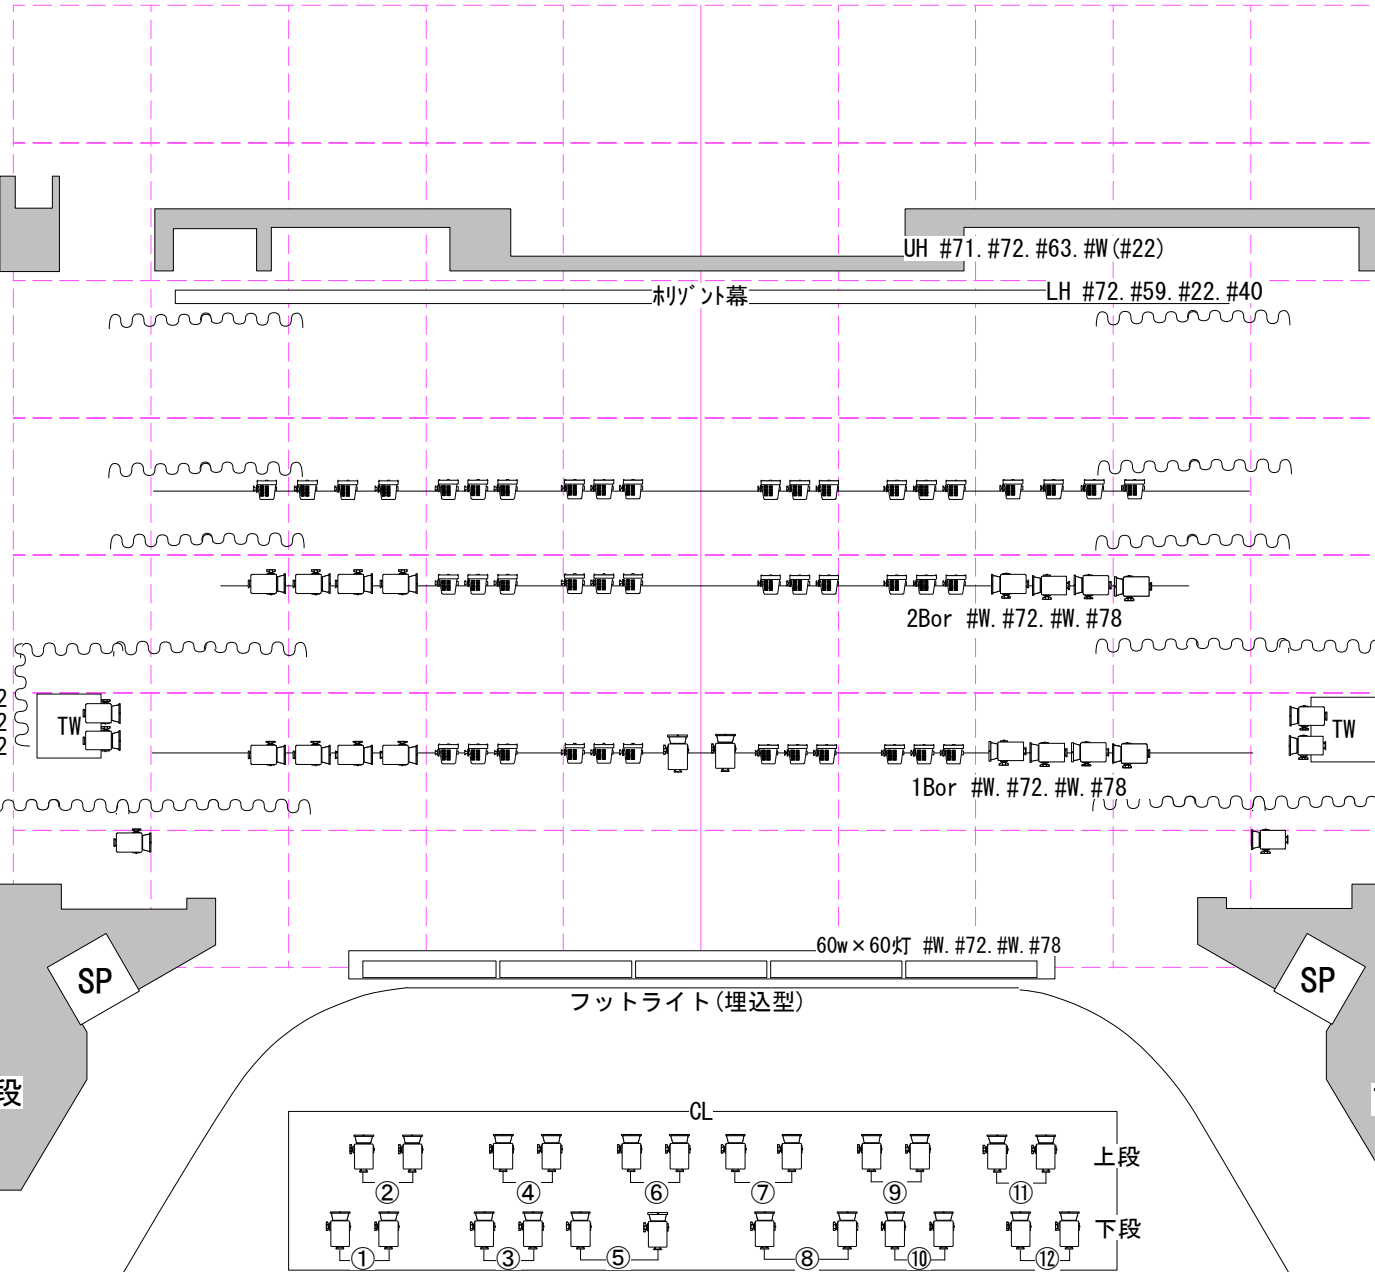 UH #71.#72.#63.#W(#22)
ﾎﾘｿﾞﾝﾄ幕
LH #72.#59.#22.#40
2Bor #W.#72.#W.#78
2
2
2
TW
TW
1Bor #W.#72.#W.#78
60w×60灯 #W.#72.#W.#78
SP
SP
フットライト(埋込型)
段
CL
上段
② ④ ⑥ ⑦ ⑨ ⑪
下段
① ③ ⑤ ⑧ ⑩ ⑫